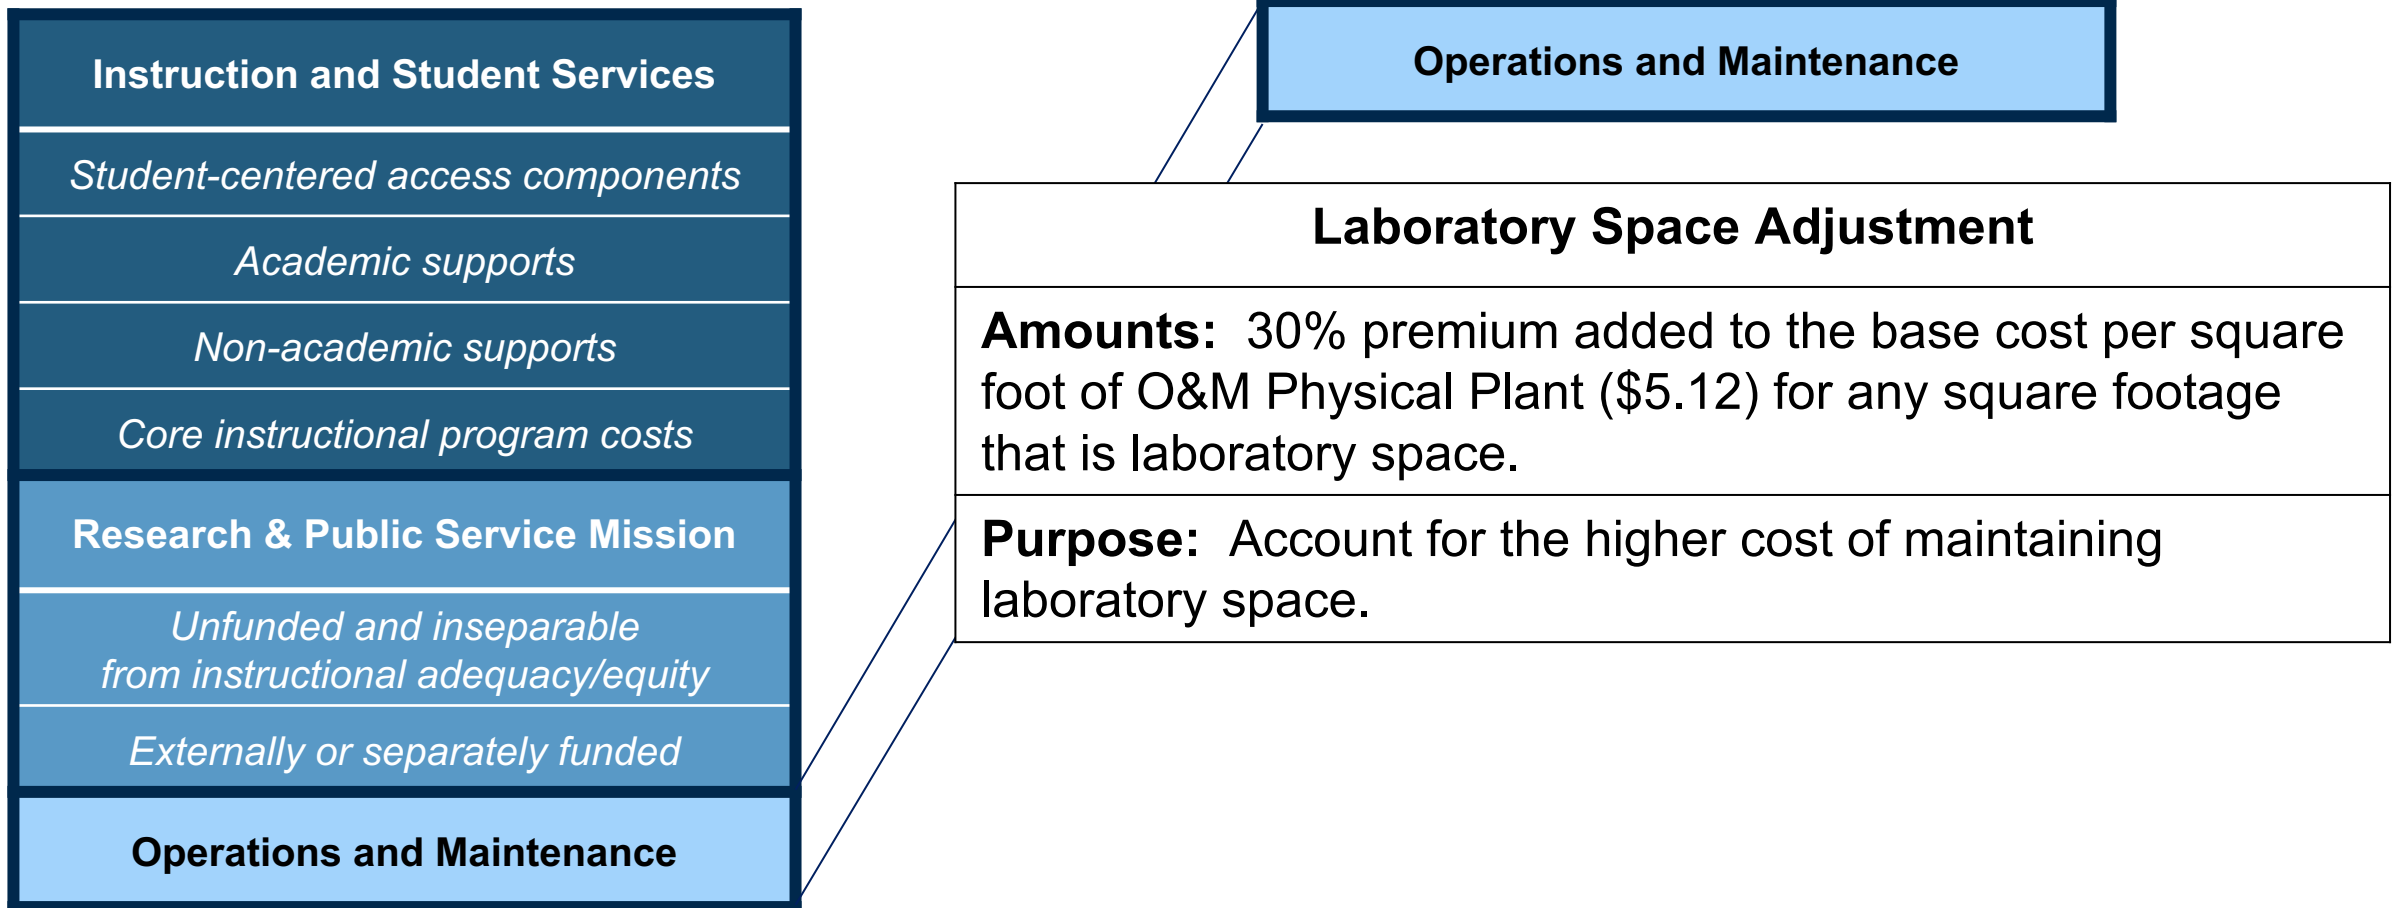 Instruction and Student Services
Student-centered access components
Academic supports
Non-academic supports
Core instructional program costs
Research & Public Service Mission
Unfunded and inseparable
from instructional adequacy/equity
Externally or separately funded
Operations and Maintenance
Operations and Maintenance
Laboratory Space Adjustment
Amounts: 30% premium added to the base cost per square
foot of O&M Physical Plant ($5.12) for any square footage
that is laboratory space.
Purpose: Account for the higher cost of maintaining
laboratory space.